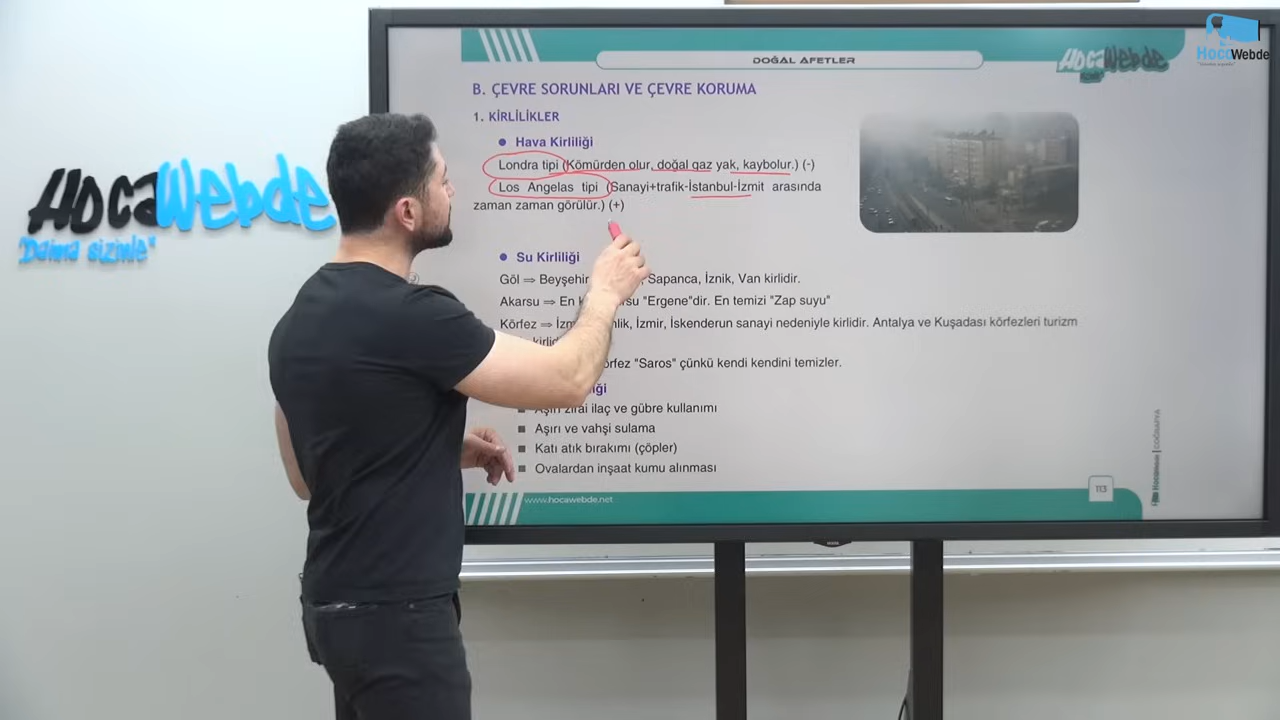 DOĞAL AFETLER
HocaWebde
HocaWebde
B. ÇEVRE SORUNLARI VE ÇEVRE KORUMA
1. KİRLİLİKLER
● Hava Kirliliği
Londra tipi (Kömürden olur, doğal gaz yak, kaybolur.) (-)
Los Angelas tipi (Sanayi+trafik-İstanbul-İzmit arasında
zaman zaman görülür.) (+)
● Su Kirliliği
Göl ⇒ Beyşehir Sapanca, İznik, Van kirlidir.
Akarsu ⇒ En su "Ergene"dir. En temizi "Zap suyu"
Körfez ⇒ İzm nlik, İzmir, İskenderun sanayi nedeniyle kirlidir. Antalya ve Kuşadası körfezleri turizm
kirlid
örfez "Saros" çünkü kendi kendini temizler.
ği
■ Aşırı zirai ilaç ve gübre kullanımı
■ Aşırı ve vahşi sulama
■ Katı atık bırakımı (çöpler)
■ Ovalardan inşaat kumu alınması
www.hocawebde.net
113
COĞRAFYA
HocaWebde
"Daima sizinle"